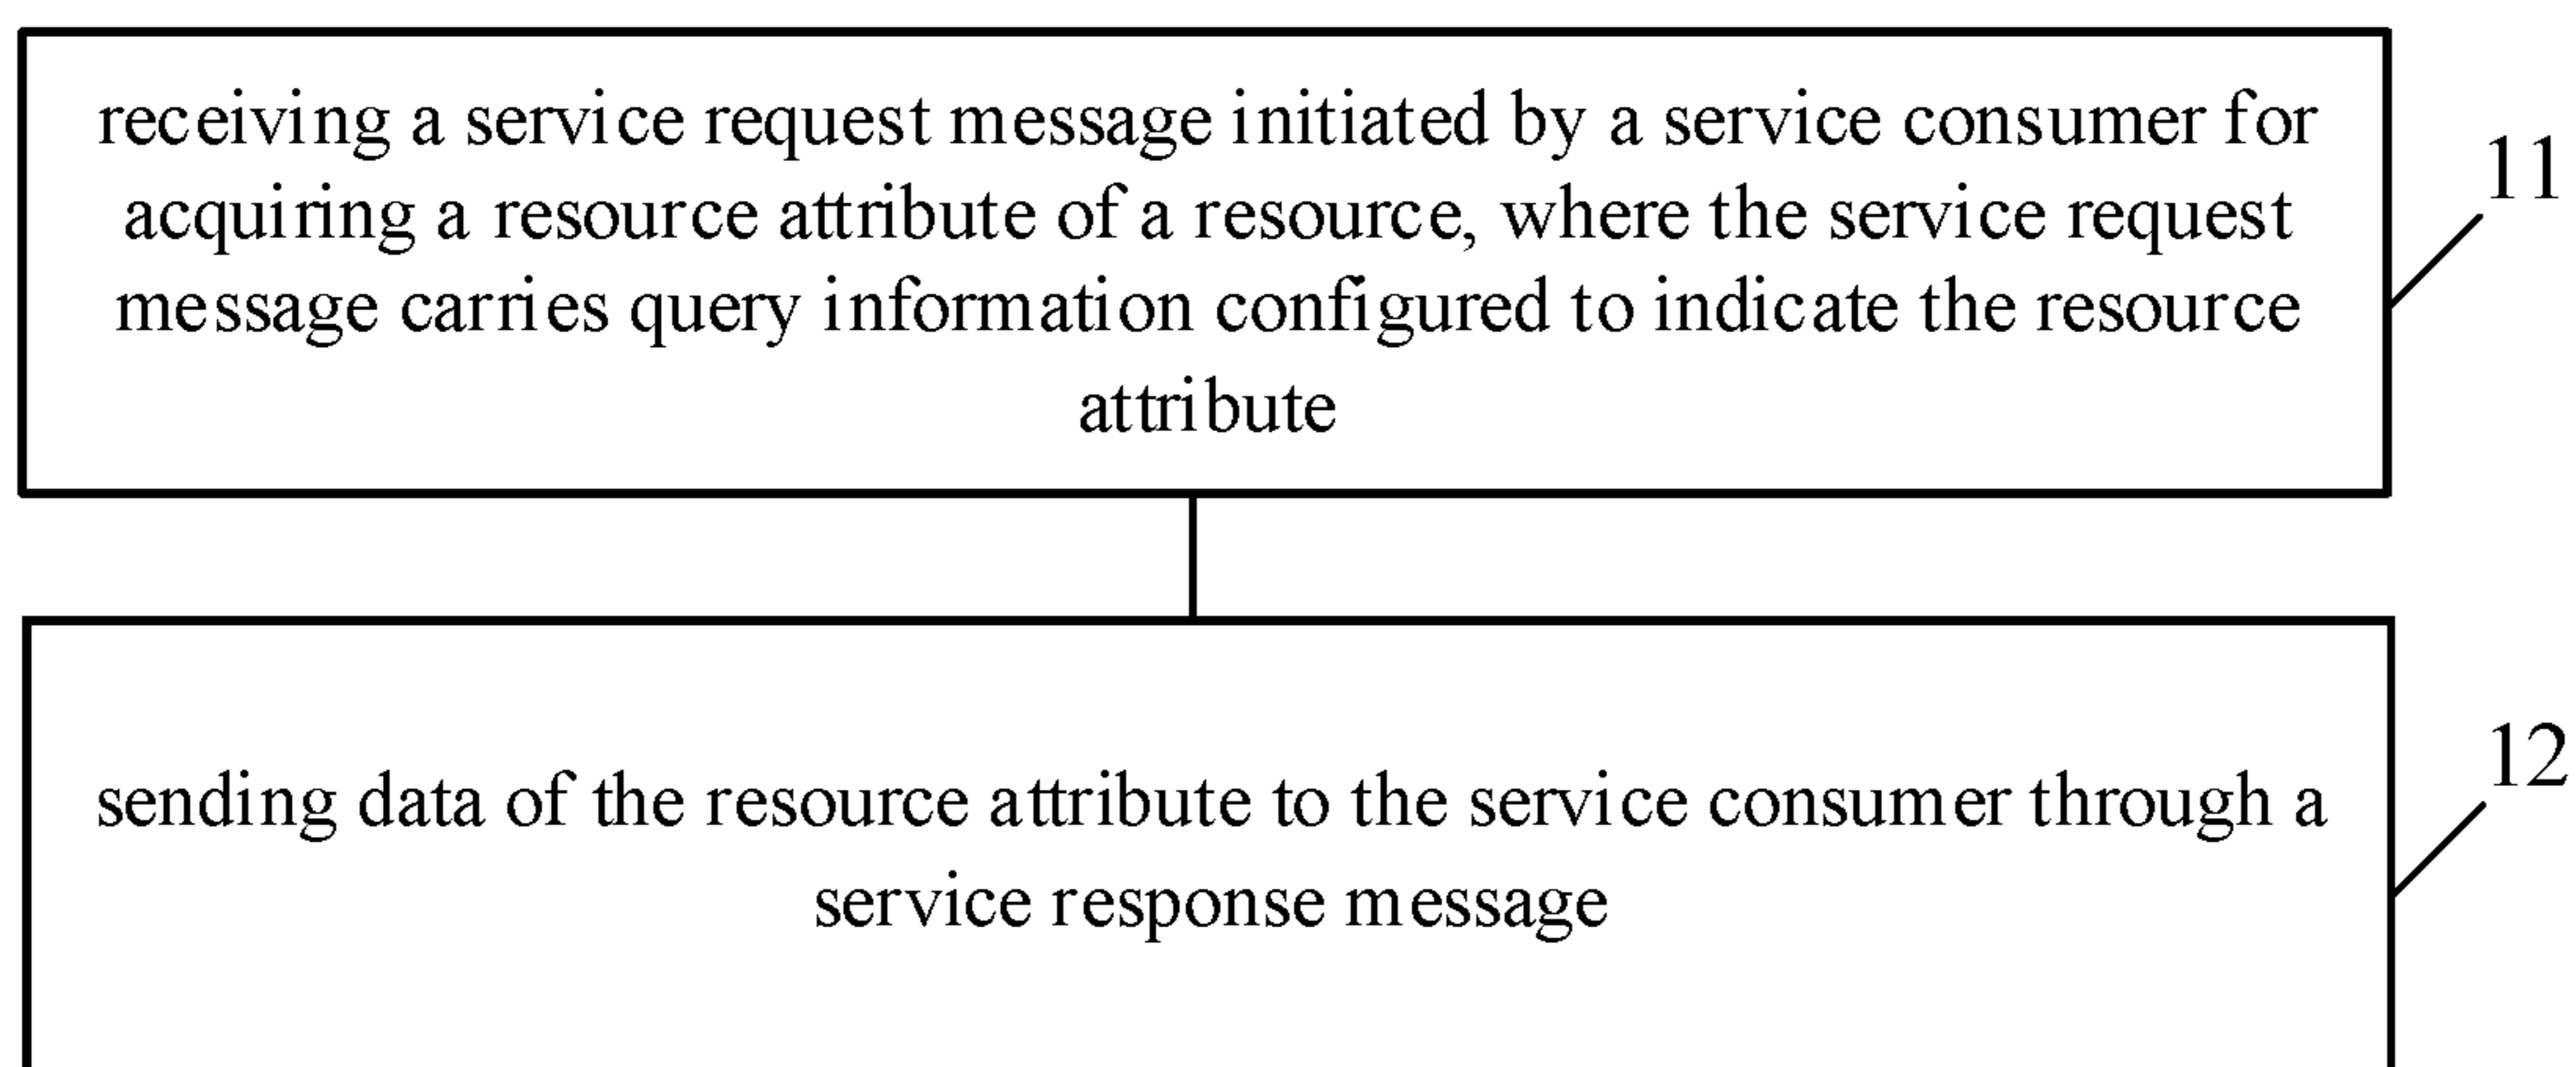 receiving a service request message initiated by a service consumer for
acquiring a resource attribute of a resource, where the service request
message carries query information configured to indicate the resource
attribute
11
sending data of the resource attribute to the service consumer through a
service response message
12